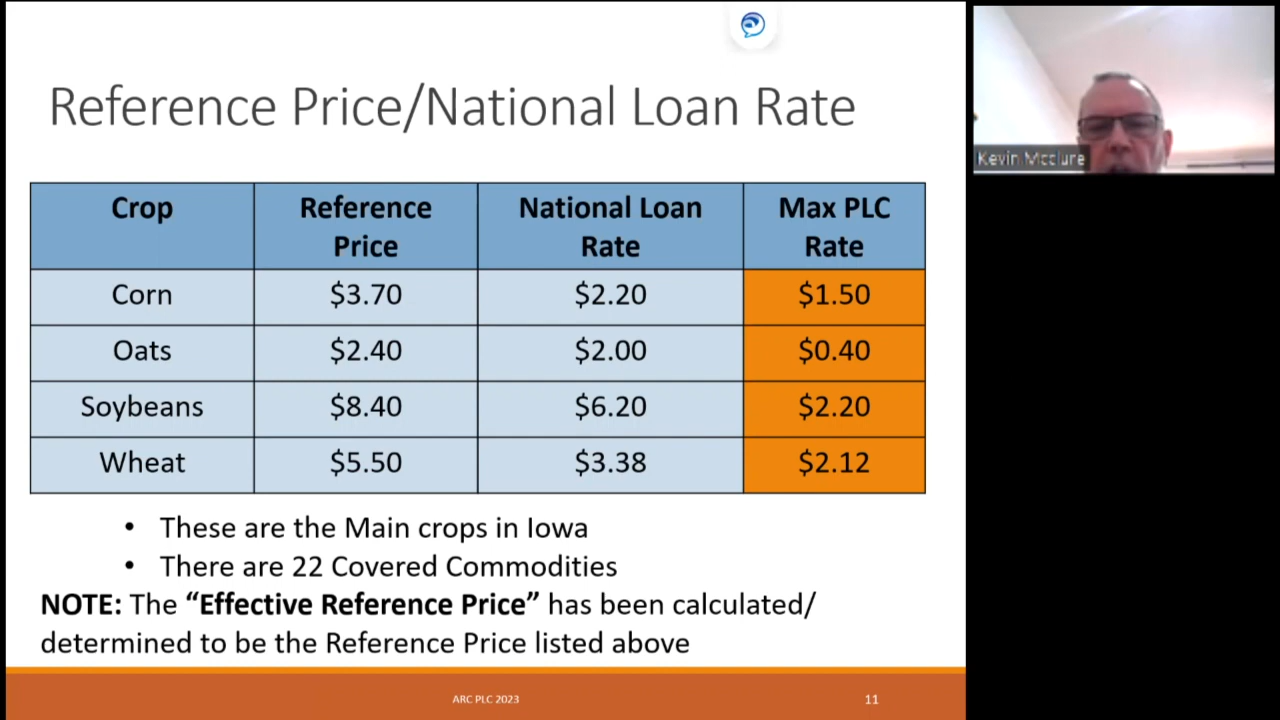 Reference Price/National Loan Rate
Crop
Reference
Price
National Loan
Rate
Max PLC
Rate
Corn
$3.70
$2.20
$1.50
Oats
$2.40
$2.00
$0.40
Soybeans
$8.40
$6.20
$2.20
Wheat
$5.50
$3.38
$2.12
• These are the Main crops in Iowa
• There are 22 Covered Commodities
NOTE: The “Effective Reference Price” has been calculated/
determined to be the Reference Price listed above
ARC PLC 2023
11
Kevin Mcclure